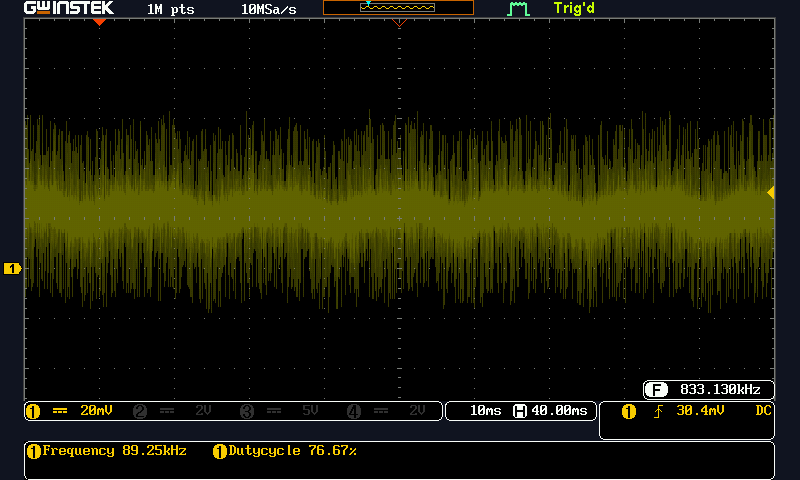 GWINSTEK 1M pts 10MSa/s Trig'd
1
F 833.130kHz
1 20mV 2 2V 3 5V 4 2V 10ms H 40.00ms 1 30.4mV DC
1 Frequency 89.25kHz 1 Dutycycle 76.67%